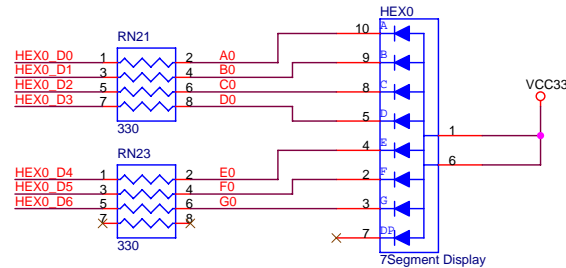 HEX0
RN21
10 A
HEX0_D0 1 2 A0
HEX0_D1 3 4 B0 9 B
HEX0_D2 5 6 C0 8 C
HEX0_D3 7 8 D0
330
5 D
VCC33
1
RN23
4 E
6
HEX0_D4 1 2 E0
HEX0_D5 3 4 F0 2 F
HEX0_D6 5 6 G0 3 G
7 8
330
7 DP
7Segment Display